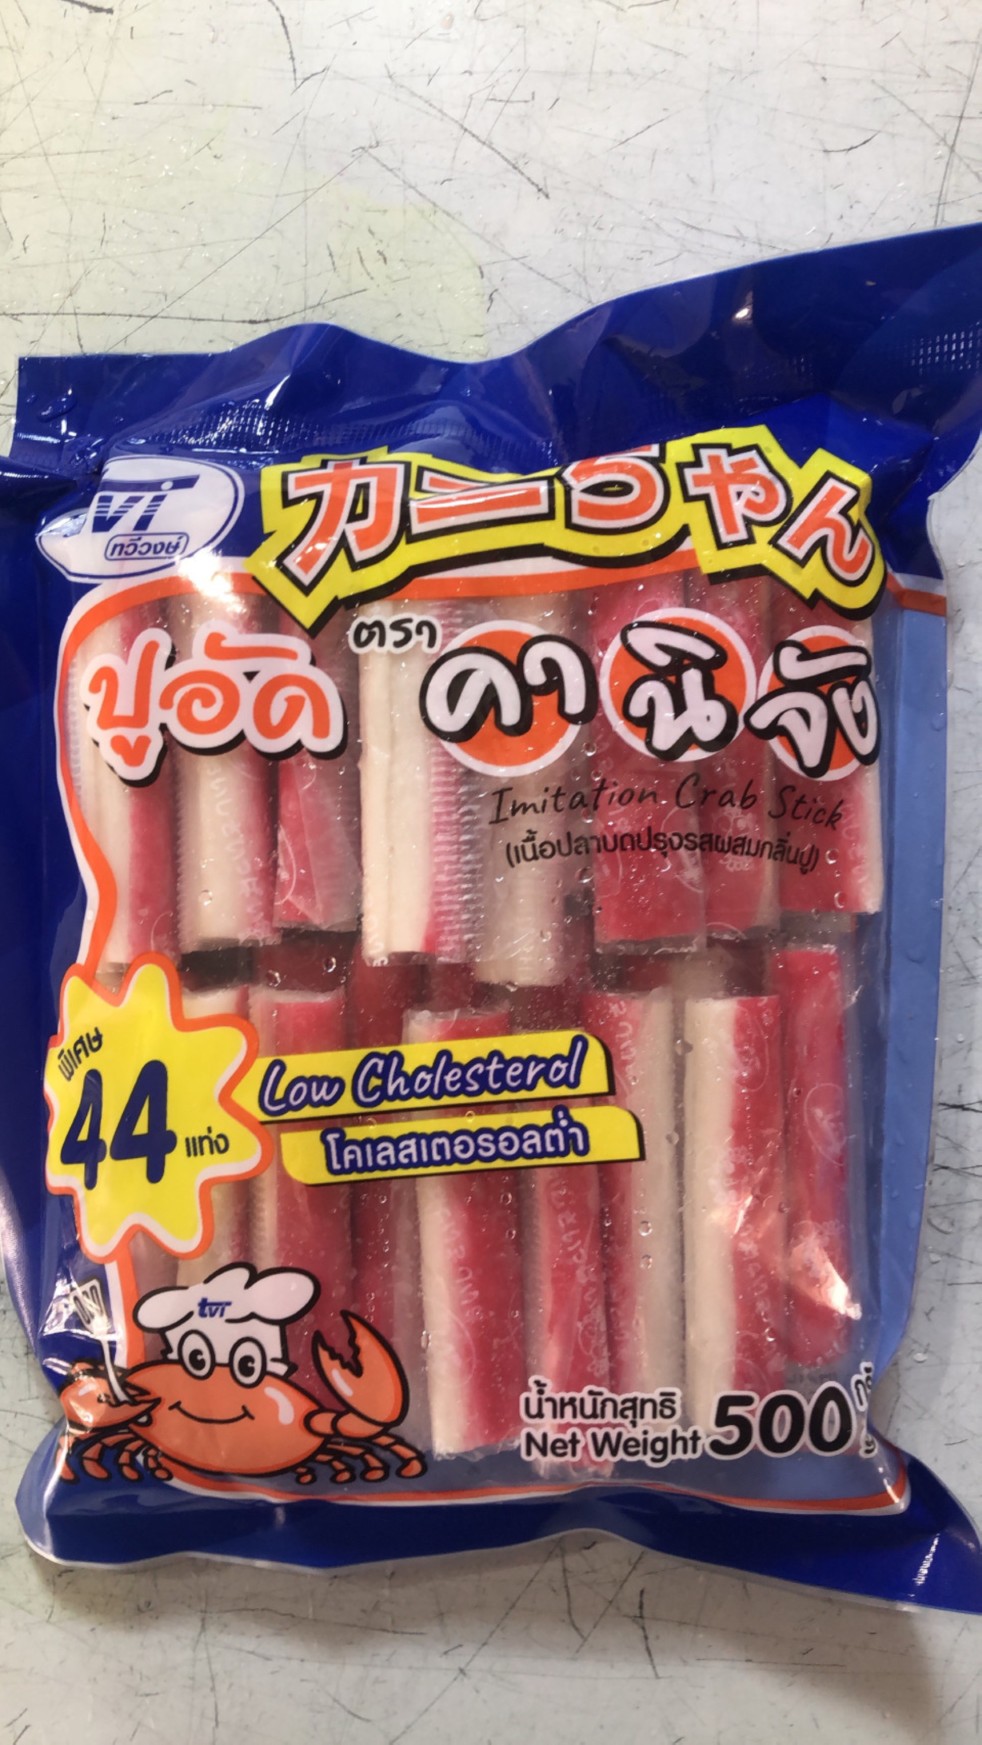 tvi
ทวีวงษ์
カニちゃん
ปูอัด ตรา คานิจัง
Imitation Crab Stick
(เนื้อปลาบดปรุงรสผสมกลิ่นปู)
พิเศษ
44 แท่ง
Low Cholesterol
โคเลสเตอรอลต่ำ
tvi
น้ำหนักสุทธิ
Net Weight 500